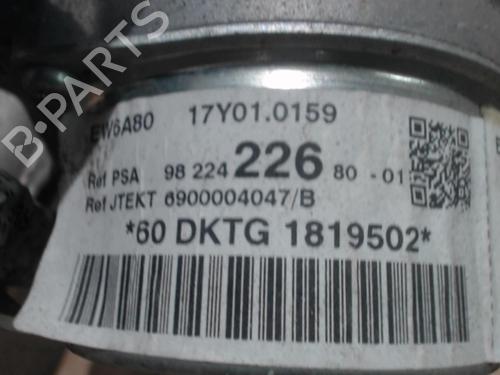 B-PARTS
EW6A80 17Y01.0159
Ref PSA 98 224 226 80 - 01
Ref JTEKT 6900004047/B
*60 DKTG 1819502*